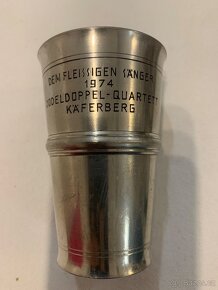 DEM FLEISSIGEN SÄNGER
1974
JODELDOPPEL-QUARTETT
KÄFERBERG